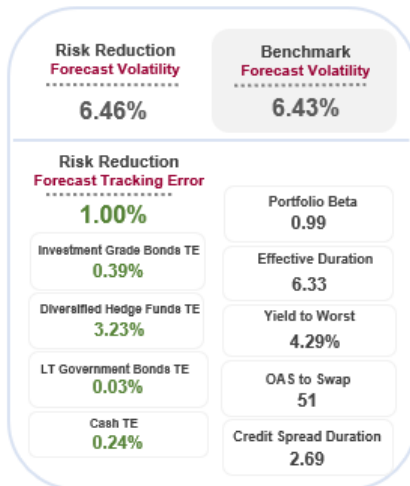 Risk Reduction
Forecast Volatility
6.46%
Benchmark
Forecast Volatility
6.43%
Risk Reduction
Forecast Tracking Error
1.00%
Investment Grade Bonds TE
0.39%
Diversified Hedge Funds TE
3.23%
LT Government Bonds TE
0.03%
Cash TE
0.24%
Portfolio Beta
0.99
Effective Duration
6.33
Yield to Worst
4.29%
OAS to Swap
51
Credit Spread Duration
2.69